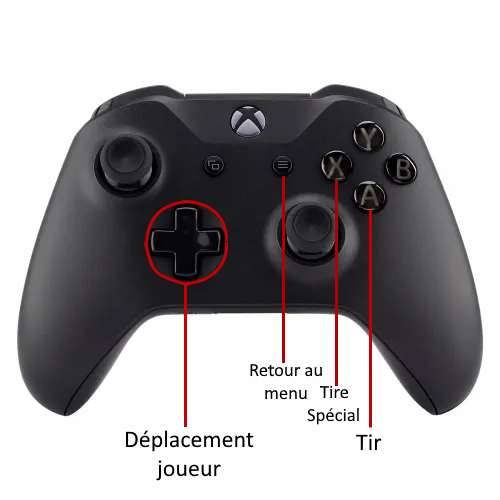 Y
X
B
A
Retour au
menu
Tire
Spécial
Déplacement
joueur
Tir